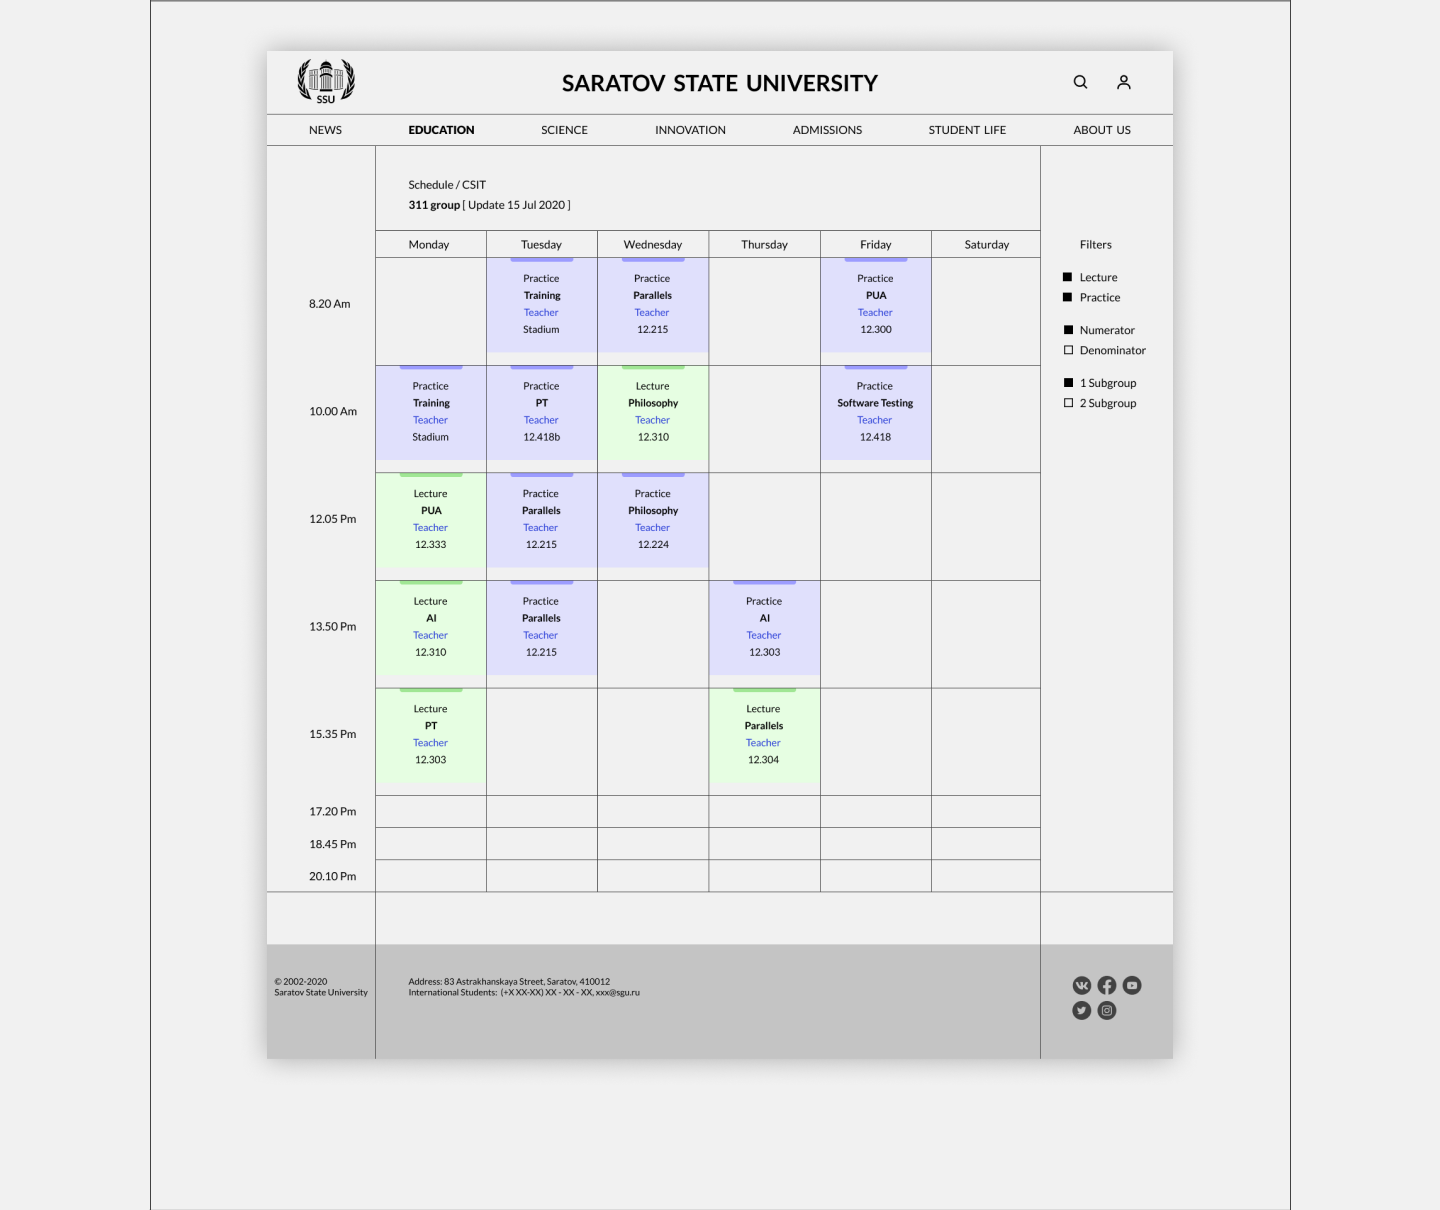 SSU
SARATOV STATE UNIVERSITY
NEWS EDUCATION SCIENCE INNOVATION ADMISSIONS STUDENT LIFE ABOUT US
Schedule / CSIT
311 group [ Update 15 Jul 2020 ]
Monday Tuesday Wednesday Thursday Friday Saturday
8.20 Am
Practice
Training
Teacher
Stadium
Practice
Parallels
Teacher
12.215
Practice
PUA
Teacher
12.300
10.00 Am
Practice
Training
Teacher
Stadium
Practice
PT
Teacher
12.418b
Lecture
Philosophy
Teacher
12.310
Practice
Software Testing
Teacher
12.418
12.05 Pm
Lecture
PUA
Teacher
12.333
Practice
Parallels
Teacher
12.215
Practice
Philosophy
Teacher
12.224
13.50 Pm
Lecture
AI
Teacher
12.310
Practice
Parallels
Teacher
12.215
Practice
AI
Teacher
12.303
15.35 Pm
Lecture
PT
Teacher
12.303
Lecture
Parallels
Teacher
12.304
17.20 Pm
18.45 Pm
20.10 Pm
Filters
Lecture
Practice
Numerator
Denominator
1 Subgroup
2 Subgroup
© 2002-2020
Saratov State University
Address: 83 Astrakhanskaya Street, Saratov, 410012
International Students: (+X XX-XX) XX - XX - XX, xxx@sgu.ru